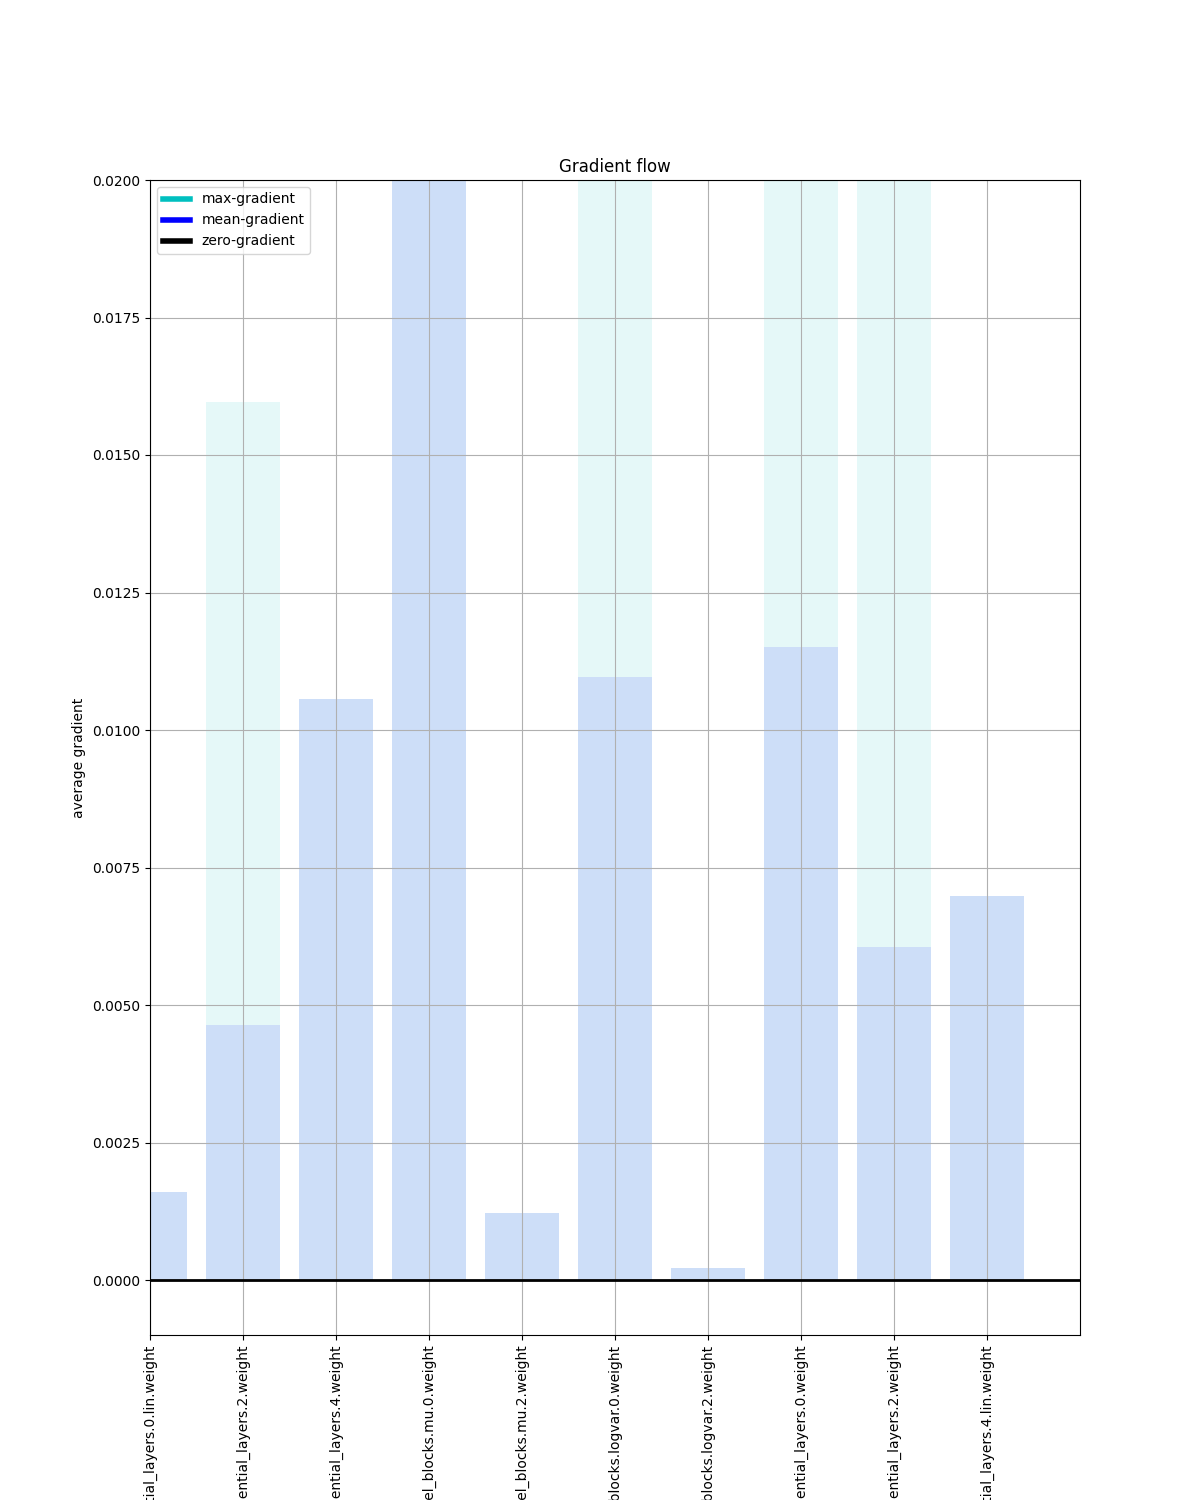 Gradient flow
max-gradient
mean-gradient
zero-gradient
0.0200
0.0175
0.0150
0.0125
0.0100
0.0075
0.0050
0.0025
0.0000
average gradient
tial_layers.0.lin.weight
ential_layers.2.weight
ential_layers.4.weight
el_blocks.mu.0.weight
el_blocks.mu.2.weight
blocks.logvar.0.weight
blocks.logvar.2.weight
ential_layers.0.weight
ential_layers.2.weight
tial_layers.4.lin.weight